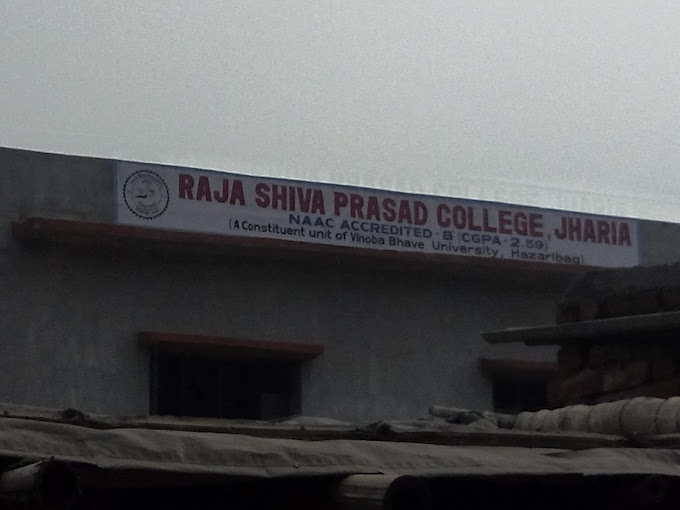 RAJA SHIVA PRASAD COLLEGE, JHARIA
NAAC ACCREDITED - B (CGPA - 2.59)
(A Constituent unit of Vinoba Bhave University, Hazaribag)